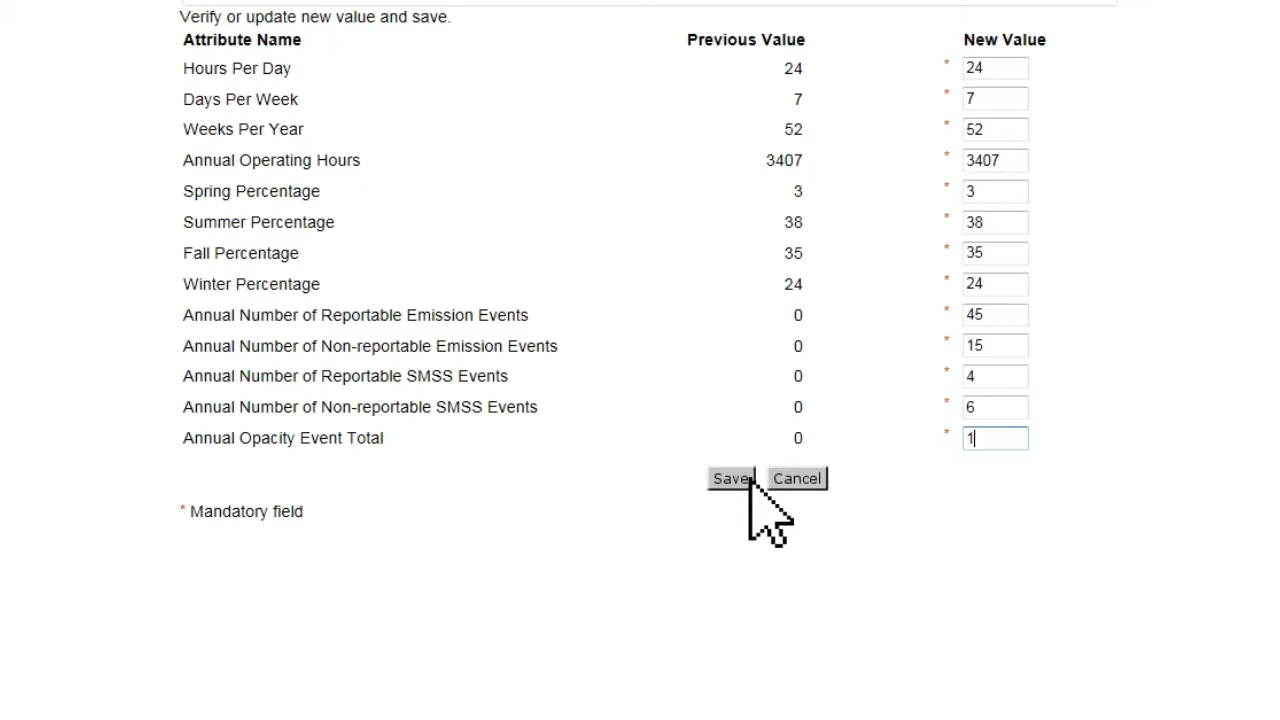 Verify or update new value and save.
Attribute Name Previous Value New Value
Hours Per Day 24 * 24
Days Per Week 7 * 7
Weeks Per Year 52 * 52
Annual Operating Hours 3407 * 3407
Spring Percentage 3 * 3
Summer Percentage 38 * 38
Fall Percentage 35 * 35
Winter Percentage 24 * 24
Annual Number of Reportable Emission Events 0 * 45
Annual Number of Non-reportable Emission Events 0 * 15
Annual Number of Reportable SMSS Events 0 * 4
Annual Number of Non-reportable SMSS Events 0 * 6
Annual Opacity Event Total 0 * 1
Save Cancel
* Mandatory field